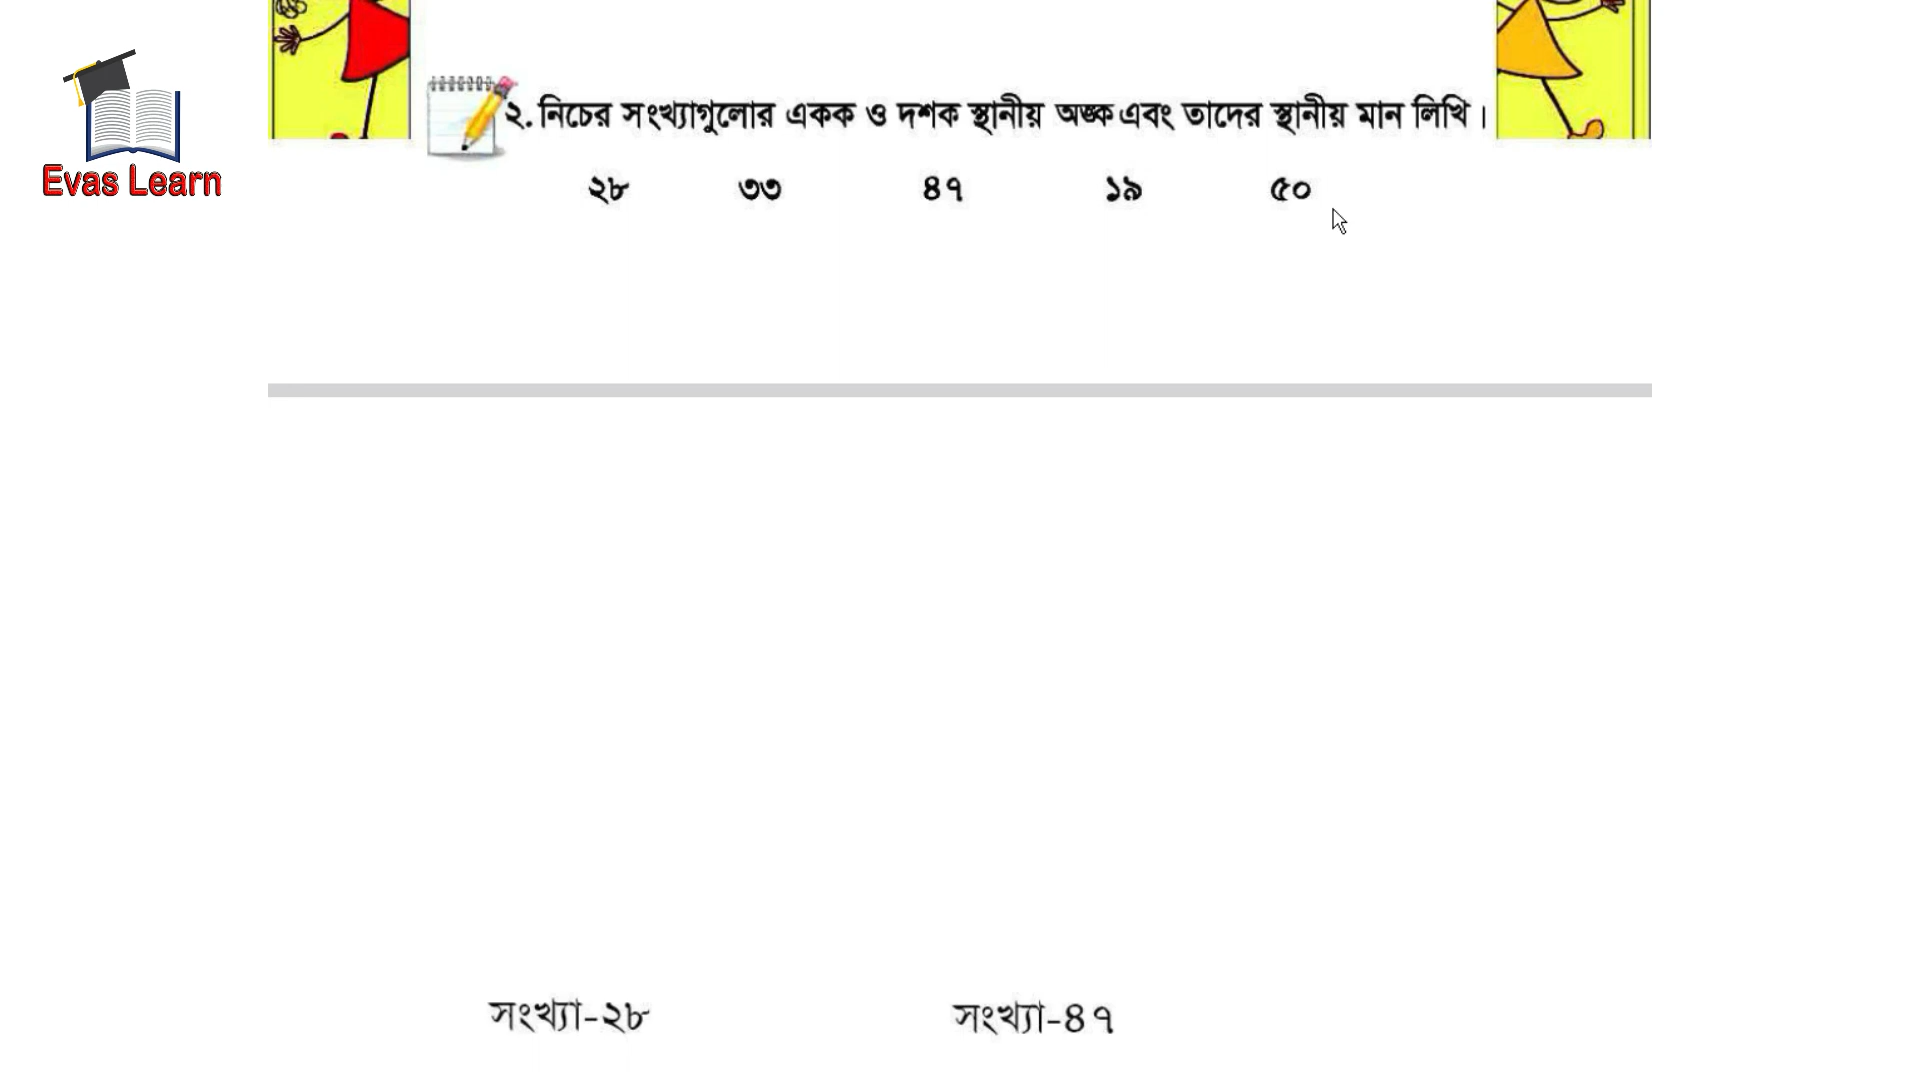 Evas Learn
২. নিচের সংখ্যাগুলোর একক ও দশক স্থানীয় অঙ্ক এবং তাদের স্থানীয় মান লিখি।
২৮ ৩৩ ৪৭ ১৯ ৫০
সংখ্যা-২৮ সংখ্যা-৪৭